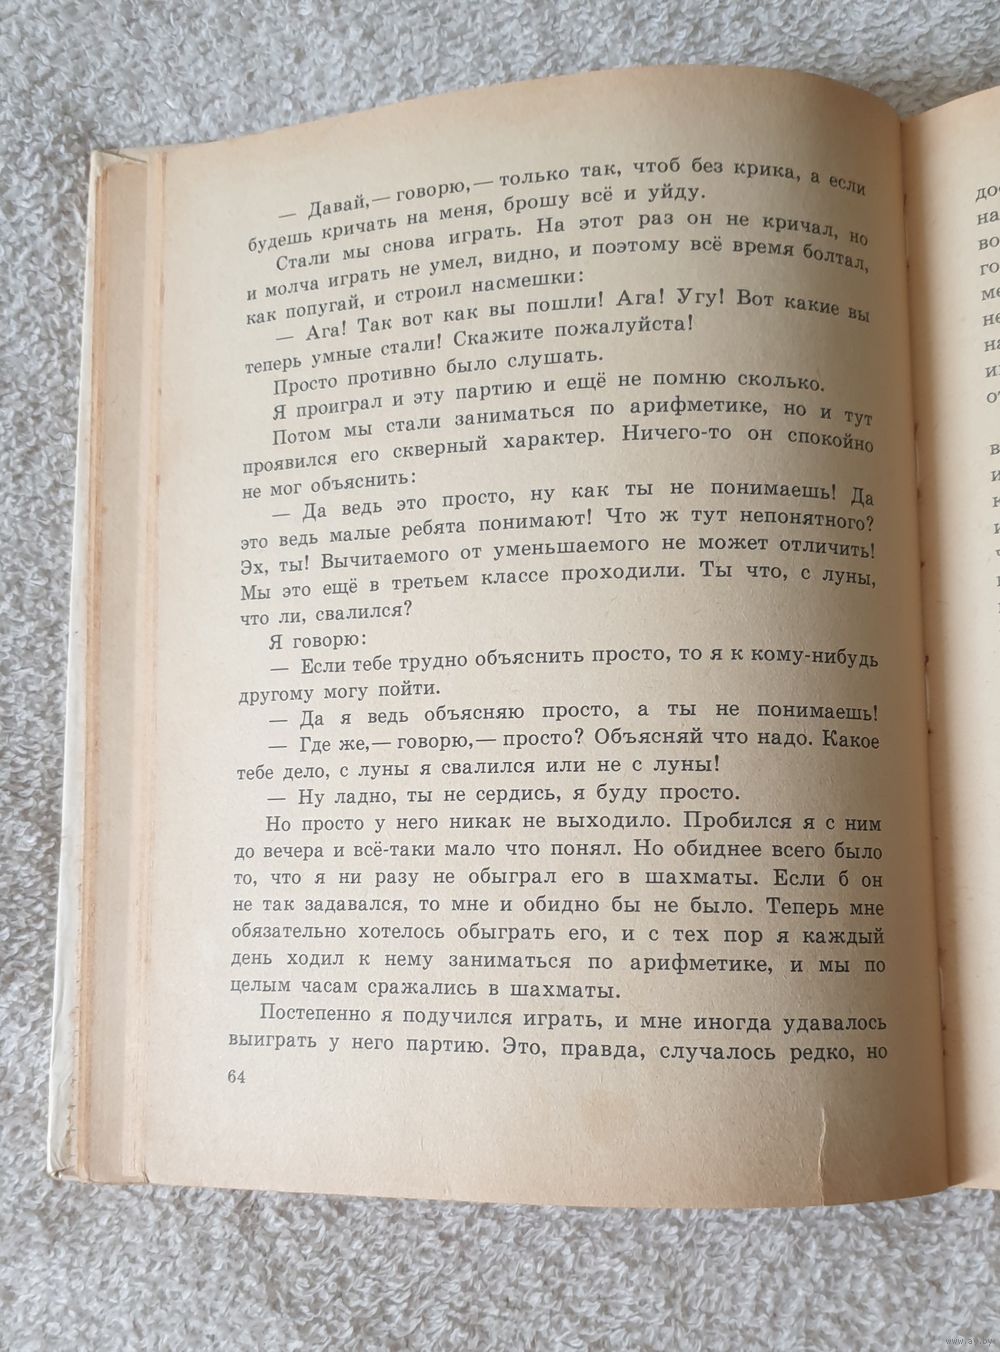 — Давай,— говорю,— только так, чтоб без крика, а если
будешь кричать на меня, брошу всё и уйду.
Стали мы снова играть. На этот раз он не кричал, но
и молча играть не умел, видно, и поэтому всё время болтал,
как попугай, и строил насмешки:
— Ага! Так вот как вы пошли! Ага! Угу! Вот какие вы
теперь умные стали! Скажите пожалуйста!
Просто противно было слушать.
Я проиграл и эту партию и ещё не помню сколько.
Потом мы стали заниматься по арифметике, но и тут
проявился его скверный характер. Ничего-то он спокойно
не мог объяснить:
— Да ведь это просто, ну как ты не понимаешь! Да
это ведь малые ребята понимают! Что ж тут непонятного?
Эх, ты! Вычитаемого от уменьшаемого не может отличить!
Мы это ещё в третьем классе проходили. Ты что, с луны,
что ли, свалился?
Я говорю:
— Если тебе трудно объяснить просто, то я к кому-нибудь
другому могу пойти.
— Да я ведь объясняю просто, а ты не понимаешь!
— Где же,— говорю,— просто? Объясняй что надо. Какое
тебе дело, с луны я свалился или не с луны!
— Ну ладно, ты не сердись, я буду просто.
Но просто у него никак не выходило. Пробился я с ним
до вечера и всё-таки мало что понял. Но обиднее всего было
то, что я ни разу не обыграл его в шахматы. Если б он
не так задавался, то мне и обидно бы не было. Теперь мне
обязательно хотелось обыграть его, и с тех пор я каждый
день ходил к нему заниматься по арифметике, и мы по
целым часам сражались в шахматы.
Постепенно я подучился играть, и мне иногда удавалось
выиграть у него партию. Это, правда, случалось редко, но
64
www.ay.by